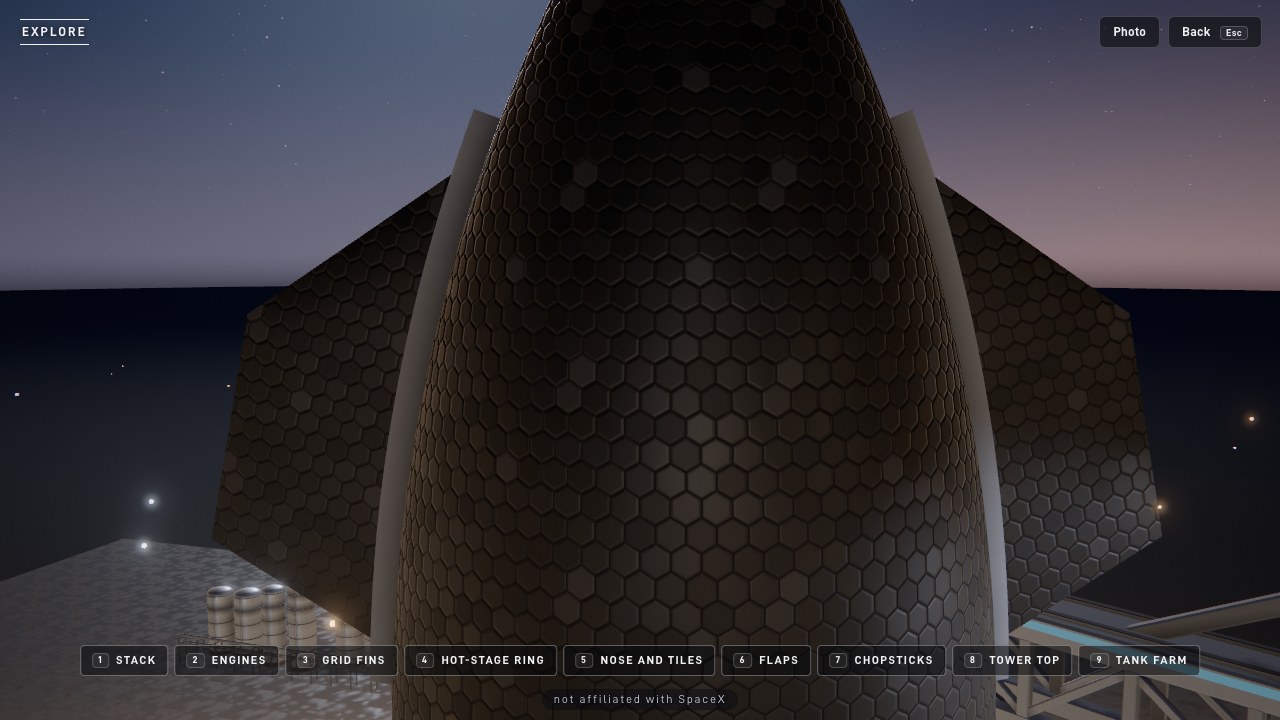 EXPLORE
Photo
Back Esc
1 STACK
2 ENGINES
3 GRID FINS
4 HOT-STAGE RING
5 NOSE AND TILES
6 FLAPS
7 CHOPSTICKS
8 TOWER TOP
9 TANK FARM
not affiliated with SpaceX